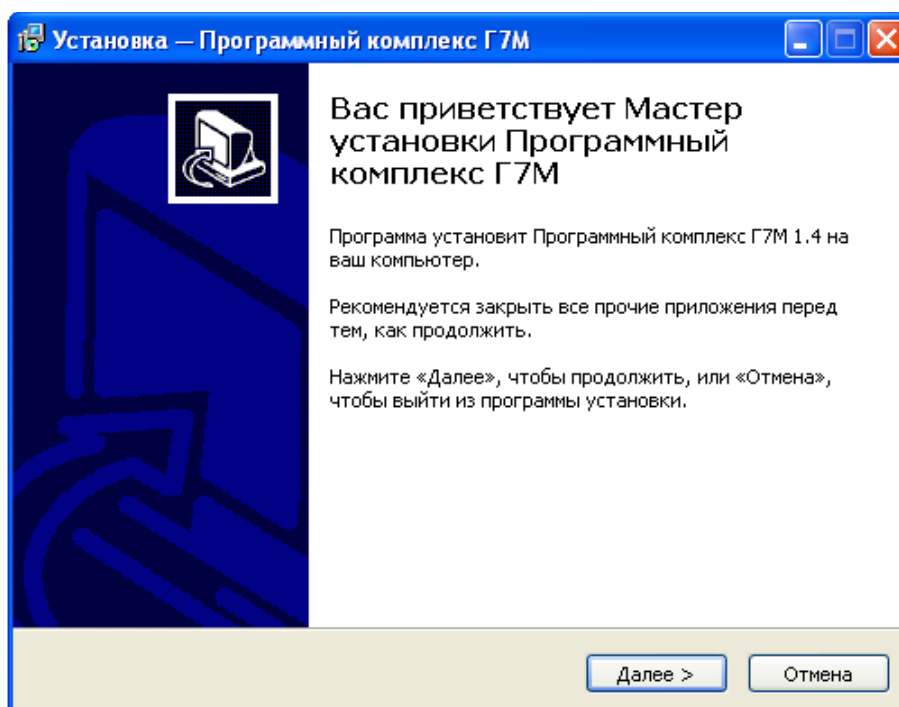 Установка — Программный комплекс Г7М
Вас приветствует Мастер
установки Программный
комплекс Г7М
Программа установит Программный комплекс Г7М 1.4 на
ваш компьютер.
Рекомендуется закрыть все прочие приложения перед
тем, как продолжить.
Нажмите «Далее», чтобы продолжить, или «Отмена»,
чтобы выйти из программы установки.
Далее >
Отмена